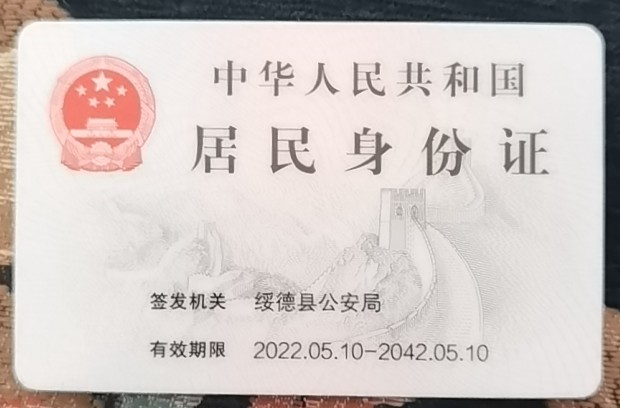 中华人民共和国
居民身份证
签发机关 绥德县公安局
有效期限 2022.05.10-2042.05.10